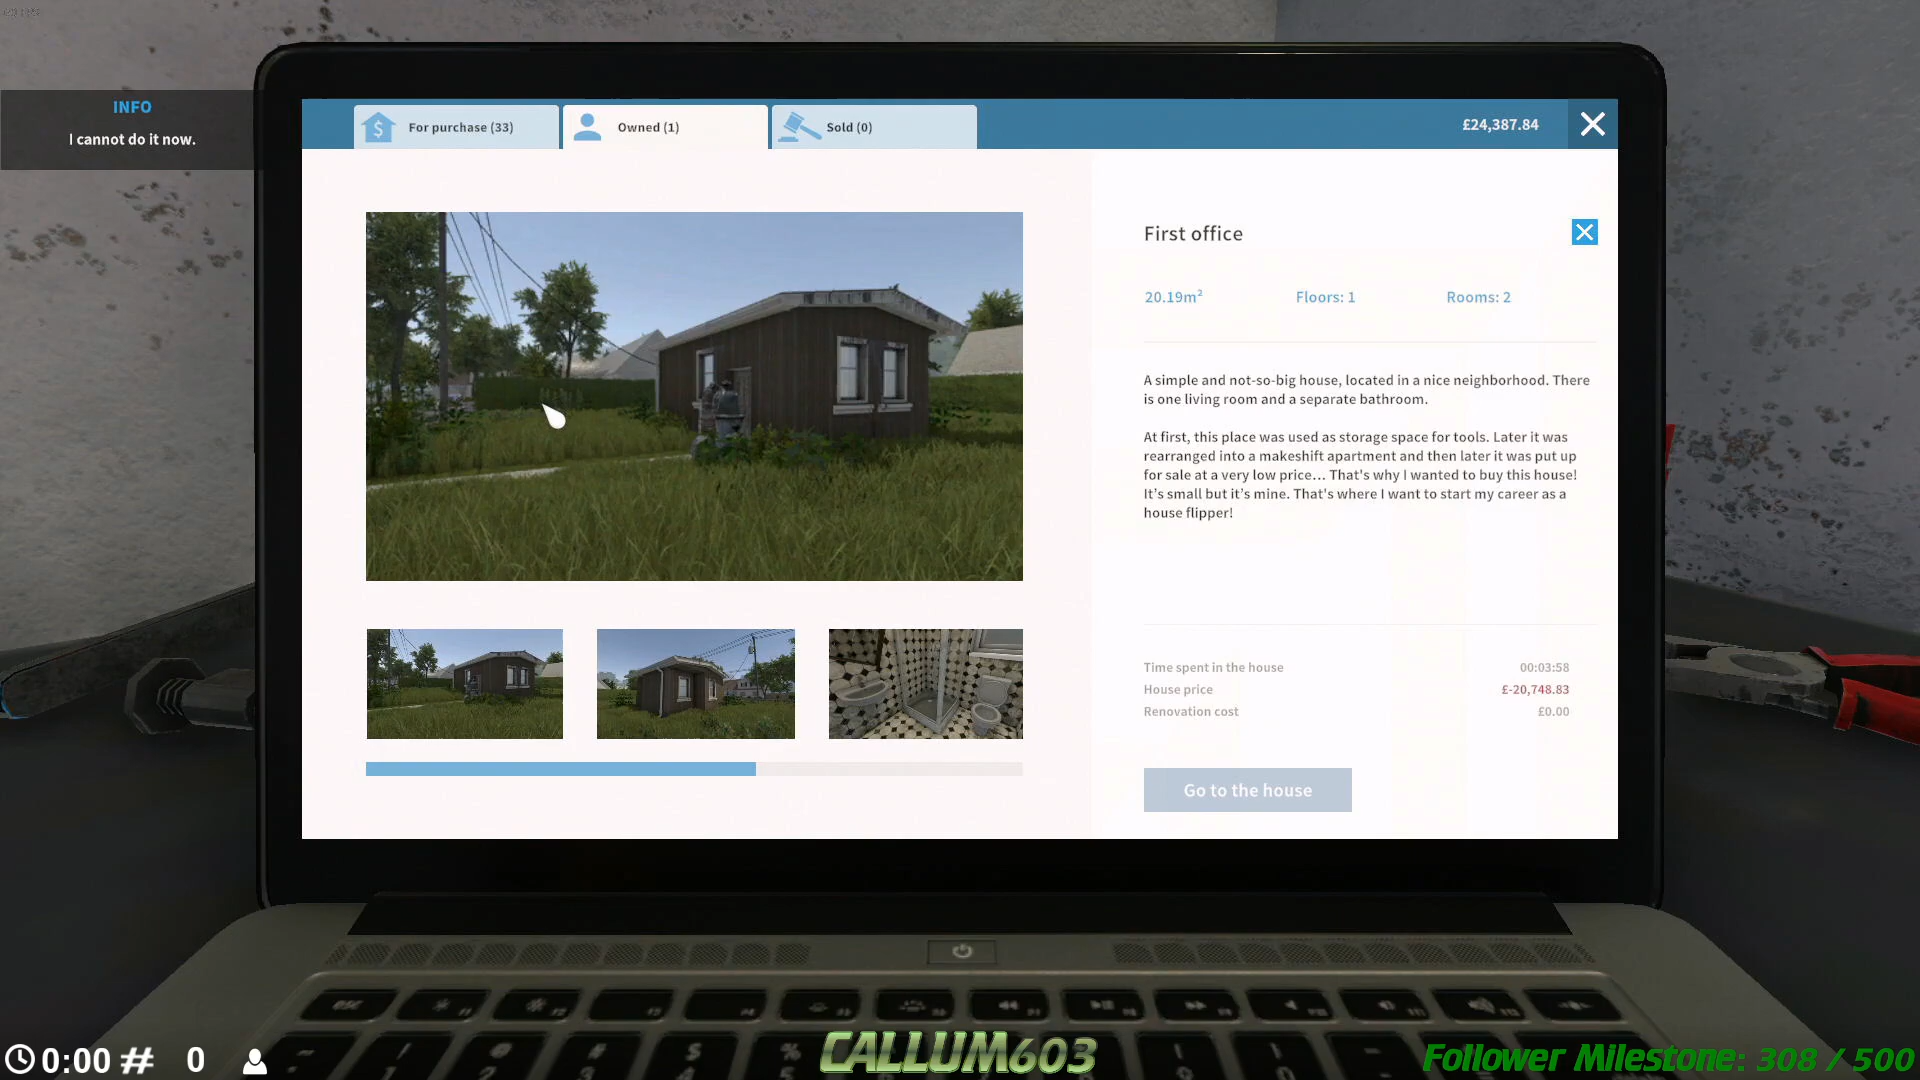 INFO
I cannot do it now.
For purchase (33)
Owned (1)
Sold (0)
£24,387.84
First office
20.19m²
Floors: 1
Rooms: 2
A simple and not-so-big house, located in a nice neighborhood. There
is one living room and a separate bathroom.
At first, this place was used as storage space for tools. Later it was
rearranged into a makeshift apartment and then later it was put up
for sale at a very low price... That's why I wanted to buy this house!
It's small but it's mine. That's where I want to start my career as a
house flipper!
Time spent in the house
00:03:58
House price
£-20,748.83
Renovation cost
£0.00
Go to the house
esc
0:00 # 0
CALLUM603
Follower Milestone: 308 / 500